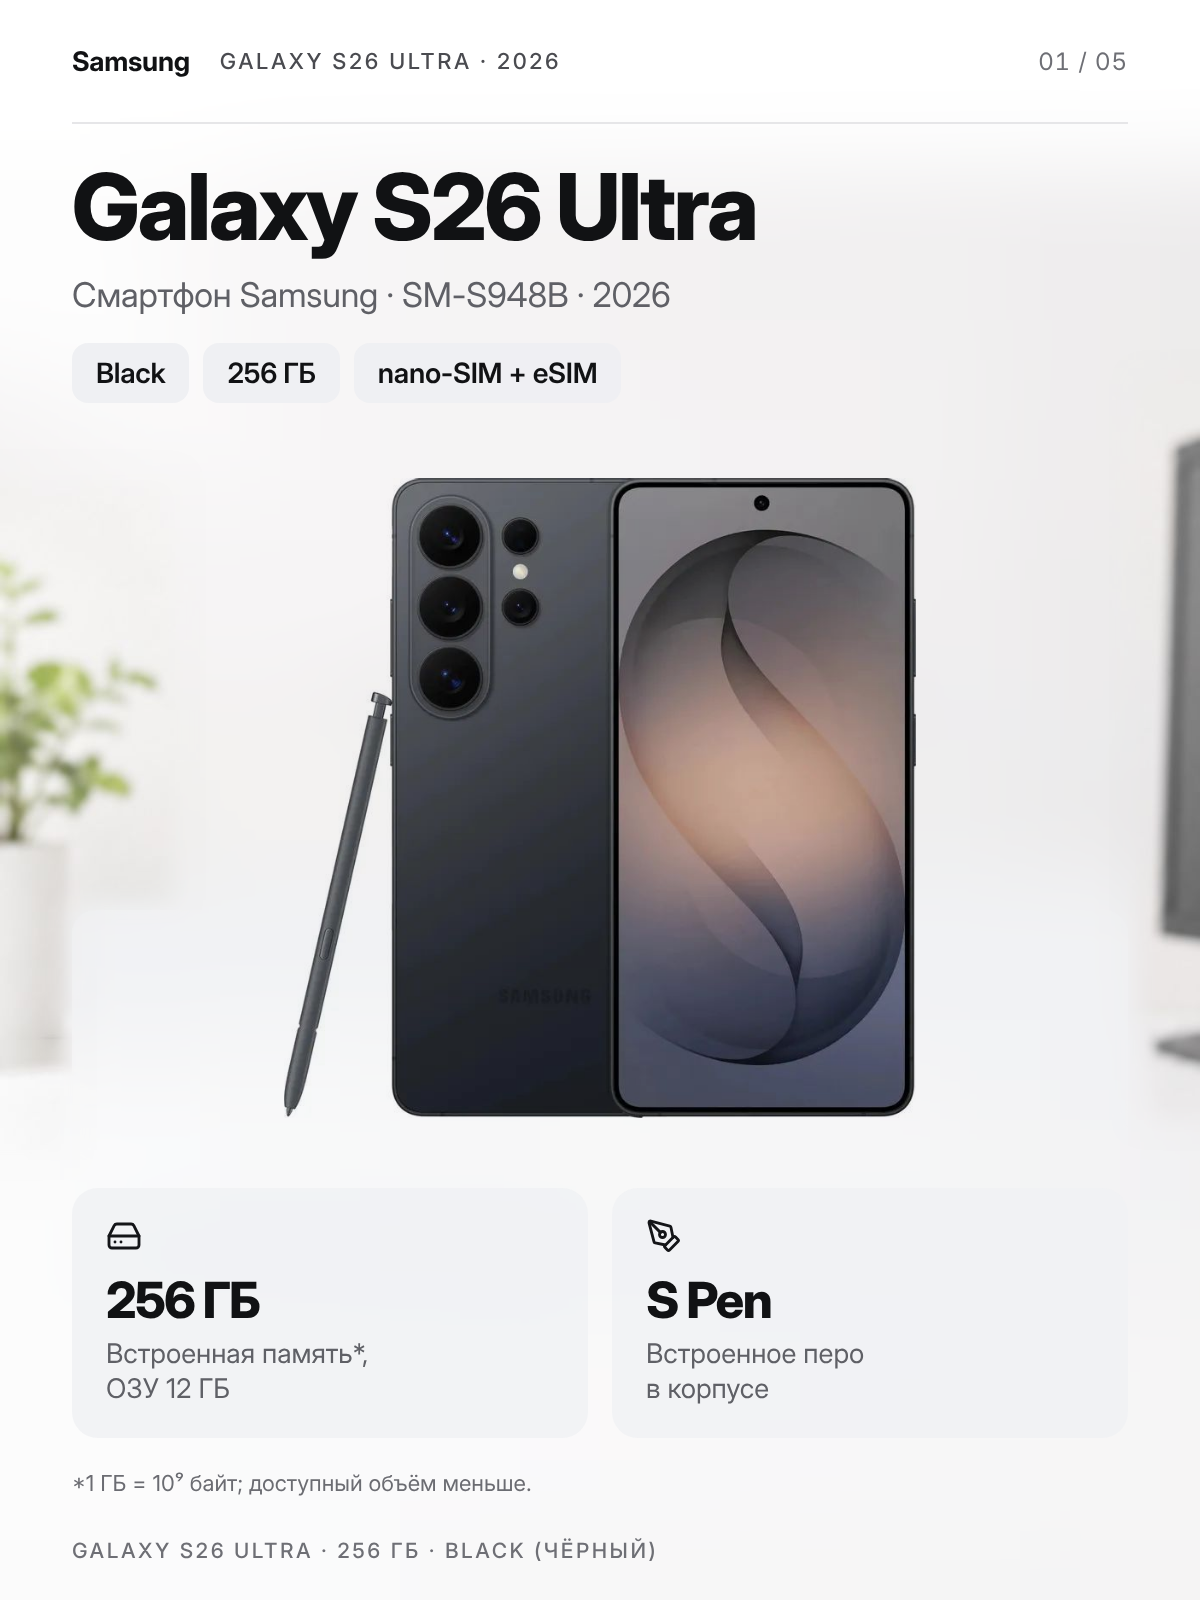 Samsung GALAXY S26 ULTRA · 2026 01 / 05
Galaxy S26 Ultra
Смартфон Samsung · SM-S948B · 2026
Black 256 ГБ nano-SIM + eSIM
SAMSUNG
256 ГБ
Встроенная память*,
ОЗУ 12 ГБ
S Pen
Встроенное перо
в корпусе
*1 ГБ = 10⁹ байт; доступный объём меньше.
GALAXY S26 ULTRA · 256 ГБ · BLACK (ЧЁРНЫЙ)